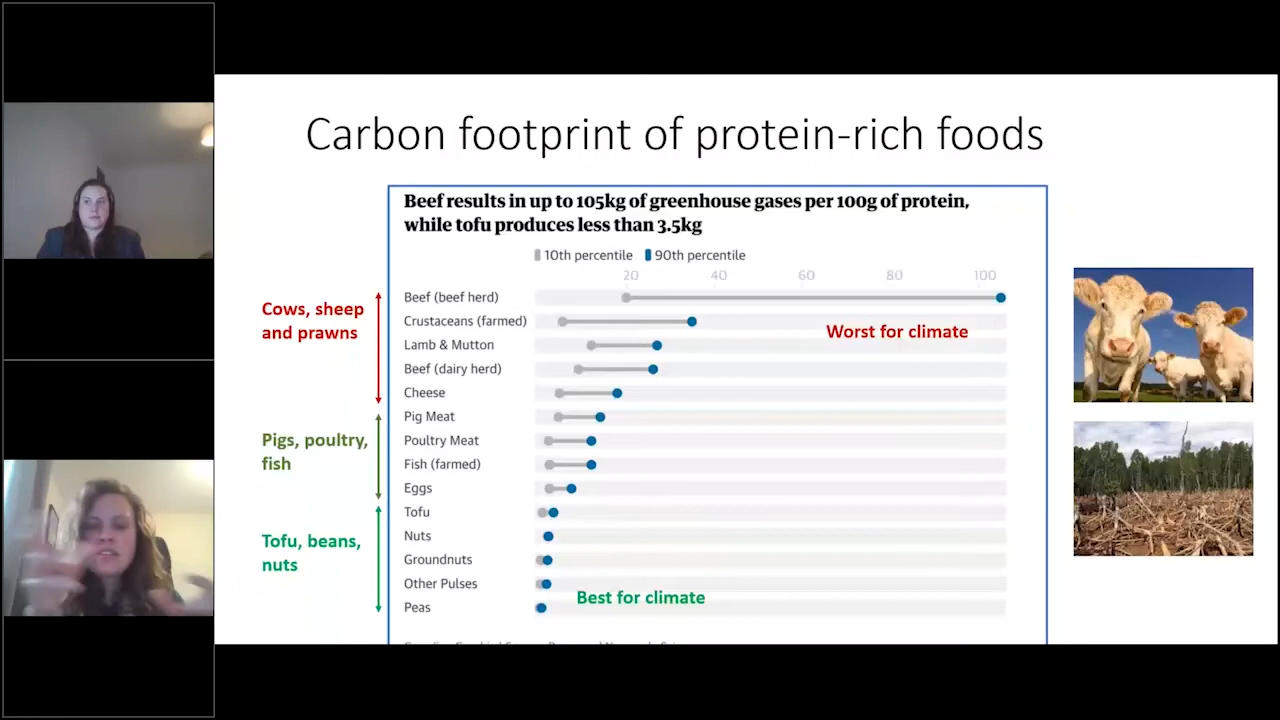 Carbon footprint of protein-rich foods
Beef results in up to 105kg of greenhouse gases per 100g of protein,
while tofu produces less than 3.5kg
10th percentile 90th percentile
20 40 60 80 100
Cows, sheep
and prawns
Beef (beef herd)
Crustaceans (farmed)
Worst for climate
Lamb & Mutton
Beef (dairy herd)
Cheese
Pigs, poultry,
fish
Pig Meat
Poultry Meat
Fish (farmed)
Eggs
Tofu, beans,
nuts
Tofu
Nuts
Groundnuts
Other Pulses
Best for climate
Peas